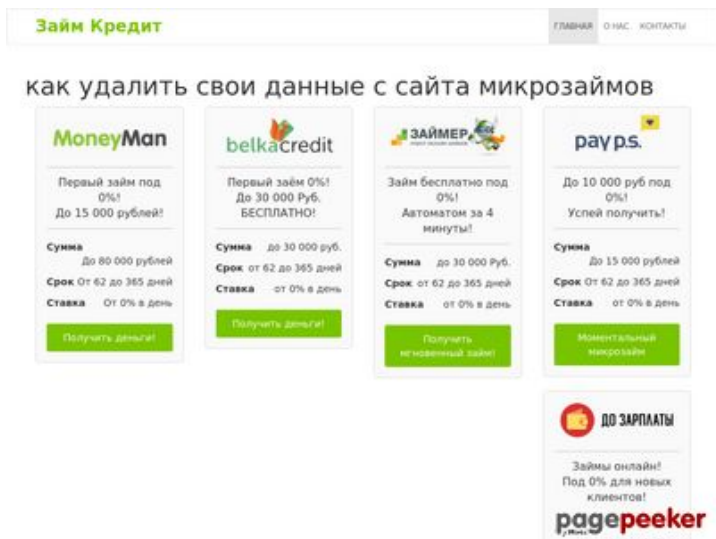 Займ Кредит
ГЛАВНАЯ О НАС КОНТАКТЫ
как удалить свои данные с сайта микрозаймов
MoneyMan
Первый займ под
0%!
До 15 000 рублей!
Сумма
До 80 000 рублей
Срок От 62 до 365 дней
Ставка От 0% в день
Получить деньги!
belkacredit
Первый заём 0%!
До 30 000 Руб.
БЕСПЛАТНО!
Сумма до 30 000 руб.
Срок от 62 до 365 дней
Ставка от 0% в день
Получить деньги!
ЗАЙМЕР
Займ бесплатно под
0%!
Автоматом за 4
минуты!
Сумма до 30 000 Руб.
Срок от 62 до 365 дней
Ставка от 0% в день
Получить
мгновенный займ!
pay p.s.
До 10 000 руб под
0%!
Успей получить!
Сумма
До 15 000 рублей
Срок От 62 до 365 дней
Ставка от 0% в день
Моментальный
микрозайм
ДО ЗАРПЛАТЫ
Займы онлайн!
Под 0% для новых
клиентов!
pagepeeker